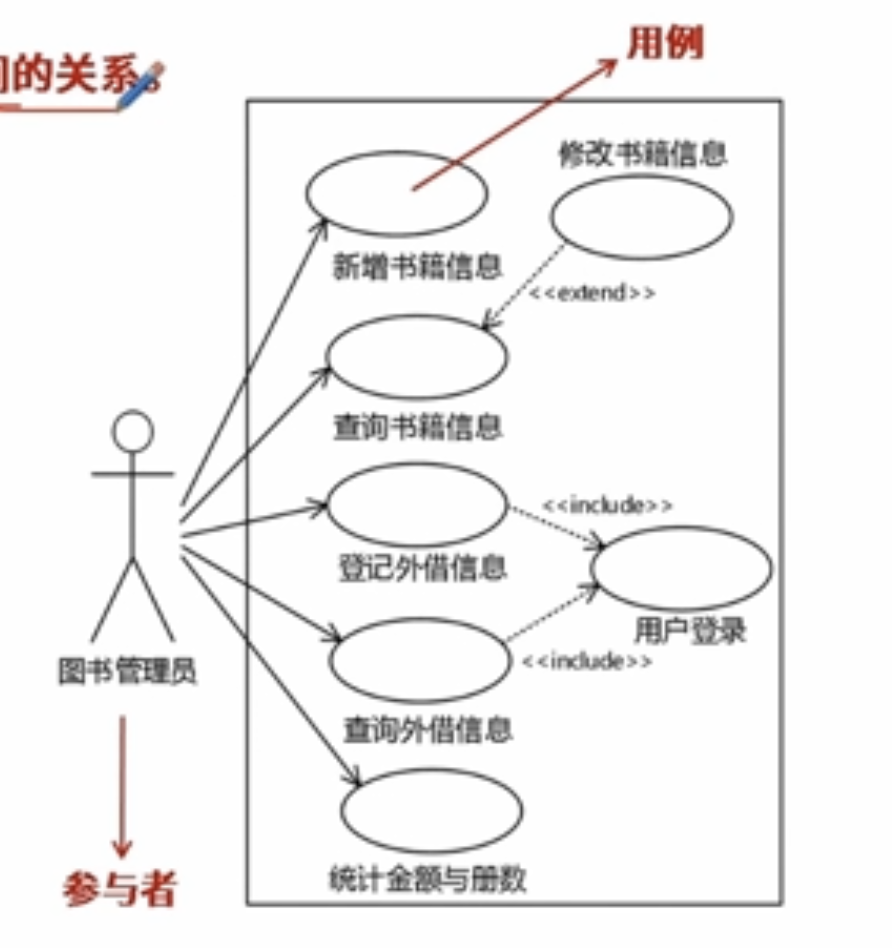 用例
的关系。
修改书籍信息
新增书籍信息
<<extend>>
查询书籍信息
<<include>>
登记外借信息
用户登录
<<include>>
图书管理员
查询外借信息
参与者
统计金额与册数